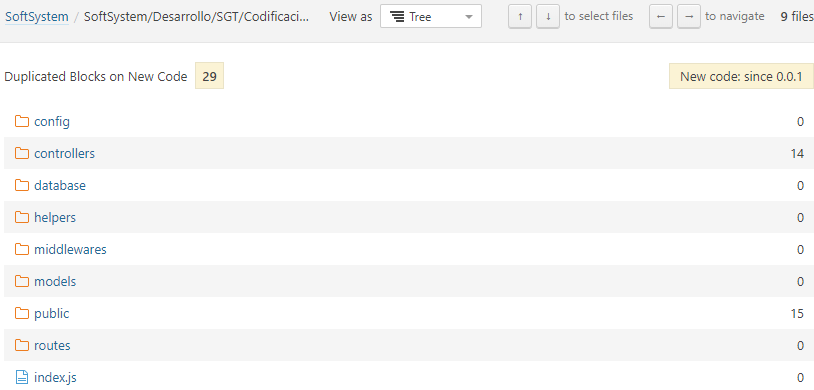 SoftSystem / SoftSystem/Desarrollo/SGT/Codificaci... View as Tree ↑ ↓ to select files ← → to navigate 9 files
Duplicated Blocks on New Code 29 New code: since 0.0.1
config 0
controllers 14
database 0
helpers 0
middlewares 0
models 0
public 15
routes 0
index.js 0